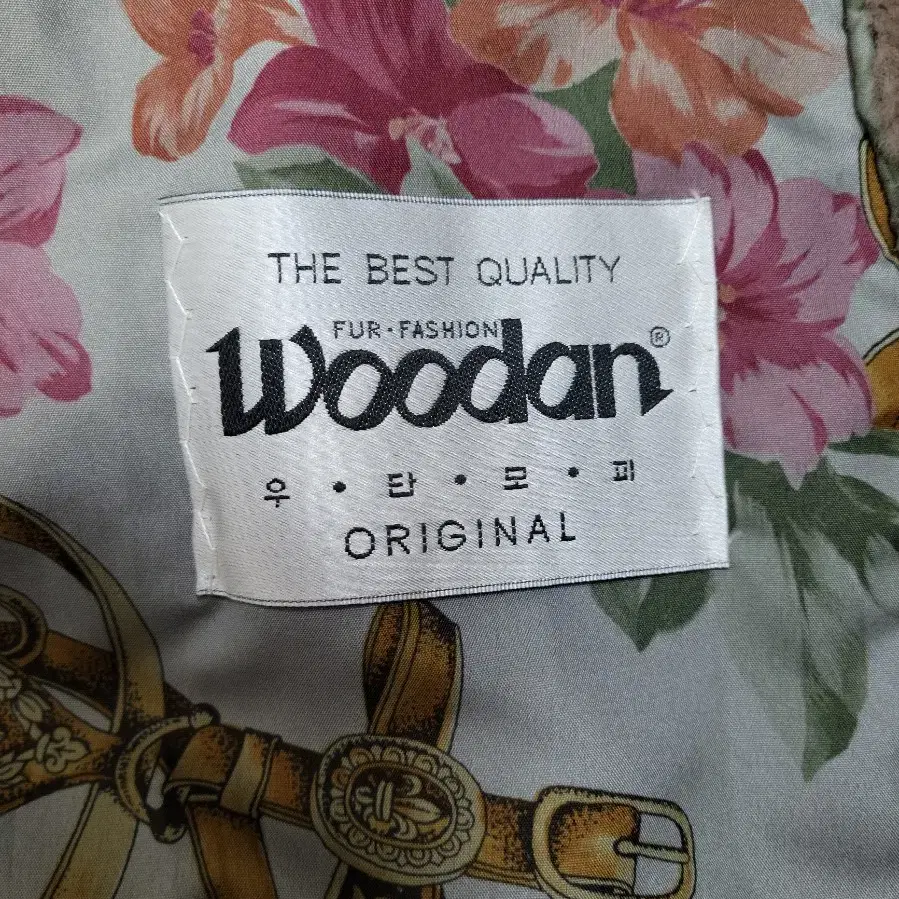 THE BEST QUALITY
FUR·FASHION
Woodan®
우·단·모·피
ORIGINAL